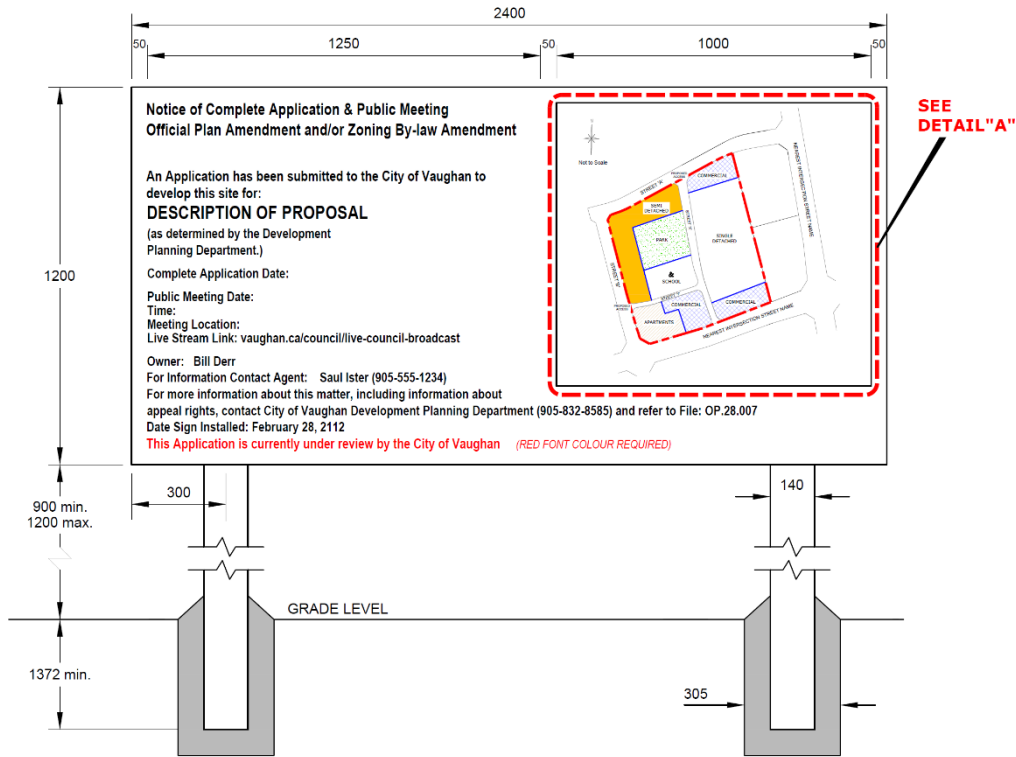 2400
50
1250
50
1000
50
1200
Notice of Complete Application & Public Meeting
Official Plan Amendment and/or Zoning By-law Amendment
An Application has been submitted to the City of Vaughan to
develop this site for:
DESCRIPTION OF PROPOSAL
(as determined by the Development
Planning Department.)
Complete Application Date:
Public Meeting Date:
Time:
Meeting Location:
Live Stream Link: vaughan.ca/council/live-council-broadcast
Owner: Bill Derr
For Information Contact Agent: Saul Ister (905-555-1234)
For more information about this matter, including information about
appeal rights, contact City of Vaughan Development Planning Department (905-832-8585) and refer to File: OP.28.007
Date Sign Installed: February 28, 2112
This Application is currently under review by the City of Vaughan (RED FONT COLOUR REQUIRED)
Not to Scale
STREET 'A'
PROPOSED
ACCESS
COMMERCIAL
NEAREST INTERSECTION STREET NAME
SEMI
DETACHED
PARK
SINGLE
DETACHED
&
SCHOOL
PROPOSED
ACCESS
COMMERCIAL
APARTMENTS
COMMERCIAL
NEAREST INTERSECTION STREET NAME
SEE
DETAIL"A"
900 min.
1200 max.
300
140
GRADE LEVEL
1372 min.
305